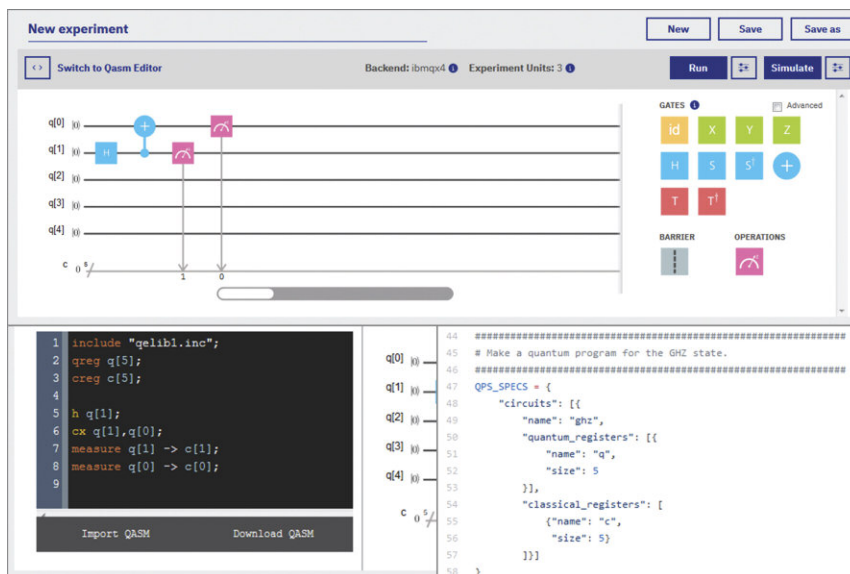 New experiment
New
Save
Save as
<> Switch to Qasm Editor
Backend: ibmqx4 i Experiment Units: 3 i
Run
Simulate
GATES i
Advanced
q[0] |0⟩ +
q[1] |0⟩ H
q[2] |0⟩
q[3] |0⟩
q[4] |0⟩
c 0 5
1 0
id X Y Z
H S S† +
T T†
BARRIER OPERATIONS
1 include "qelib1.inc";
2 qreg q[5];
3 creg c[5];
4
5 h q[1];
6 cx q[1],q[0];
7 measure q[1] -> c[1];
8 measure q[0] -> c[0];
9
Import QASM Download QASM
q[0] |0⟩
q[1] |0⟩
q[2] |0⟩
q[3] |0⟩
q[4] |0⟩
c 0 5
44 ##############################################################
45 # Make a quantum program for the GHZ state.
46 ##############################################################
47 QPS_SPECS = {
48 "circuits": [{
49 "name": "ghz",
50 "quantum_registers": [{
51 "name": "q",
52 "size": 5
53 }],
54 "classical_registers": [
55 {"name": "c",
56 "size": 5}
57 ]}]
58 }